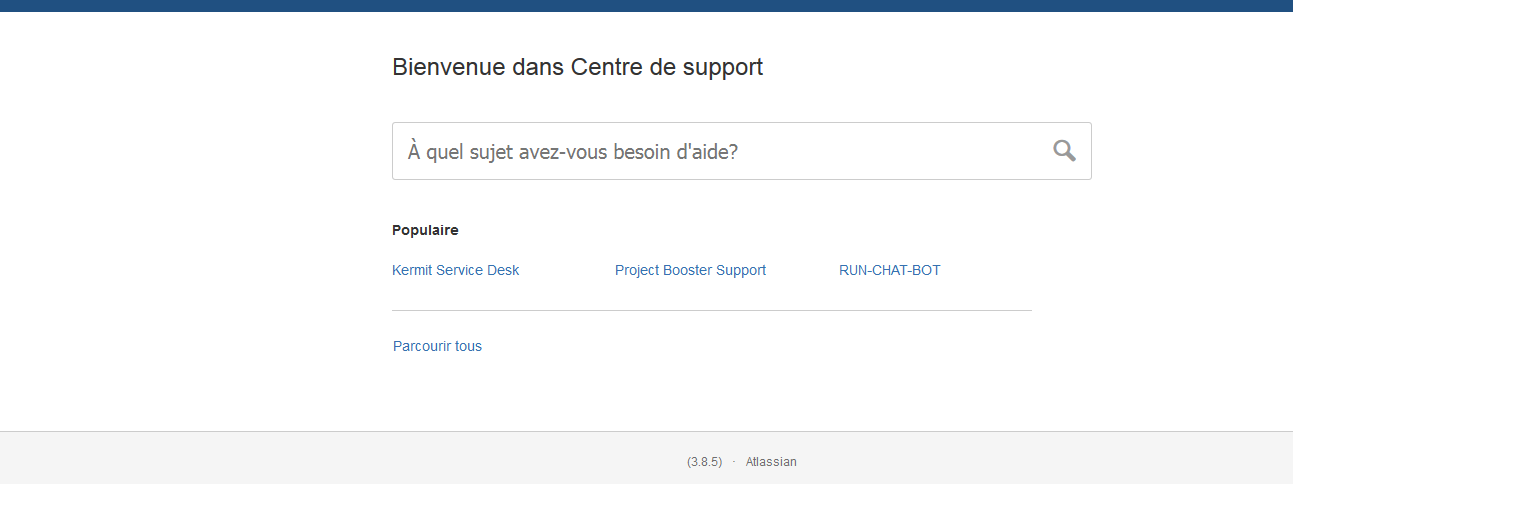 Bienvenue dans Centre de support
À quel sujet avez-vous besoin d'aide?
Populaire
Kermit Service Desk Project Booster Support RUN-CHAT-BOT
Parcourir tous
(3.8.5) · Atlassian